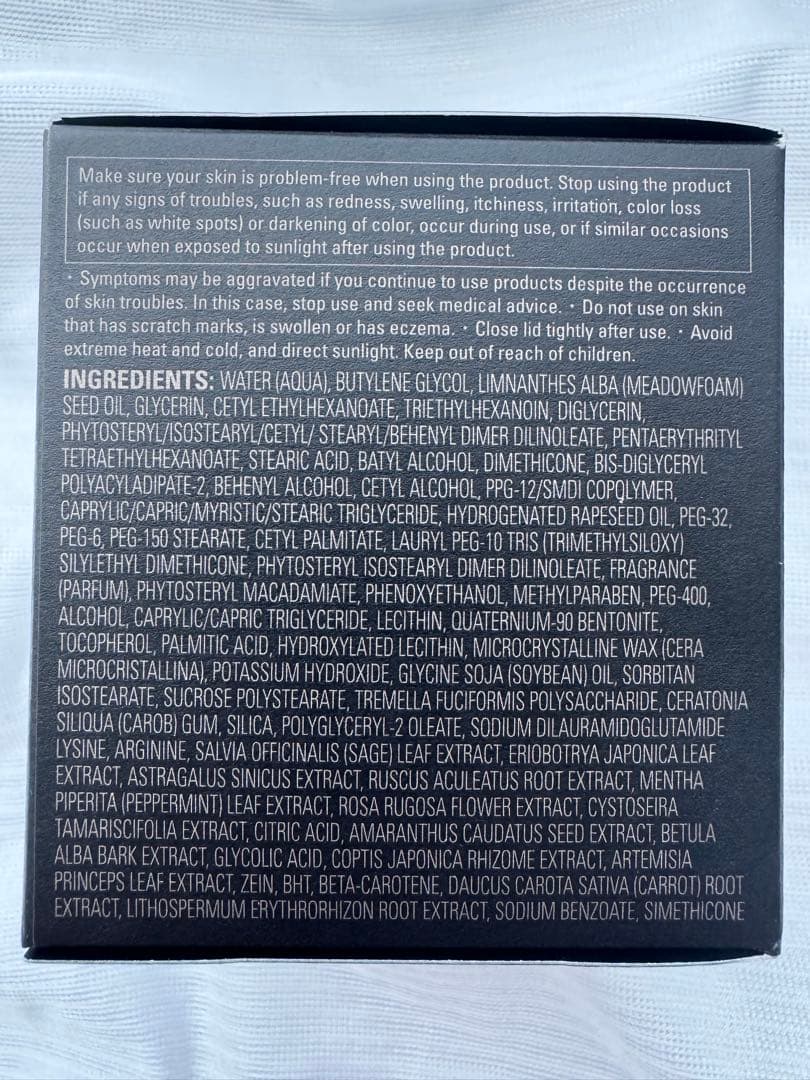 Make sure your skin is problem-free when using the product. Stop using the product
if any signs of troubles, such as redness, swelling, itchiness, irritation, color loss
(such as white spots) or darkening of color, occur during use, or if similar occasions
occur when exposed to sunlight after using the product.
・Symptoms may be aggravated if you continue to use products despite the occurrence
of skin troubles. In this case, stop use and seek medical advice. ・Do not use on skin
that has scratch marks, is swollen or has eczema. ・Close lid tightly after use. ・Avoid
extreme heat and cold, and direct sunlight. Keep out of reach of children.
INGREDIENTS: WATER (AQUA), BUTYLENE GLYCOL, LIMNANTHES ALBA (MEADOWFOAM)
SEED OIL, GLYCERIN, CETYL ETHYLHEXANOATE, TRIETHYLHEXANOIN, DIGLYCERIN,
PHYTOSTERYL/ISOSTEARYL/CETYL/ STEARYL/BEHENYL DIMER DILINOLEATE, PENTAERYTHRITYL
TETRAETHYLHEXANOATE, STEARIC ACID, BATYL ALCOHOL, DIMETHICONE, BIS-DIGLYCERYL
POLYACYLADIPATE-2, BEHENYL ALCOHOL, CETYL ALCOHOL, PPG-12/SMDI COPOLYMER,
CAPRYLIC/CAPRIC/MYRISTIC/STEARIC TRIGLYCERIDE, HYDROGENATED RAPESEED OIL, PEG-32,
PEG-6, PEG-150 STEARATE, CETYL PALMITATE, LAURYL PEG-10 TRIS (TRIMETHYLSILOXY)
SILYLETHYL DIMETHICONE, PHYTOSTERYL ISOSTEARYL DIMER DILINOLEATE, FRAGRANCE
(PARFUM), PHYTOSTERYL MACADAMIATE, PHENOXYETHANOL, METHYLPARABEN, PEG-400,
ALCOHOL, CAPRYLIC/CAPRIC TRIGLYCERIDE, LECITHIN, QUATERNIUM-90 BENTONITE,
TOCOPHEROL, PALMITIC ACID, HYDROXYLATED LECITHIN, MICROCRYSTALLINE WAX (CERA
MICROCRISTALLINA), POTASSIUM HYDROXIDE, GLYCINE SOJA (SOYBEAN) OIL, SORBITAN
ISOSTEARATE, SUCROSE POLYSTEARATE, TREMELLA FUCIFORMIS POLYSACCHARIDE, CERATONIA
SILIQUA (CAROB) GUM, SILICA, POLYGLYCERYL-2 OLEATE, SODIUM DILAURAMIDOGLUTAMIDE
LYSINE, ARGININE, SALVIA OFFICINALIS (SAGE) LEAF EXTRACT, ERIOBOTRYA JAPONICA LEAF
EXTRACT, ASTRAGALUS SINICUS EXTRACT, RUSCUS ACULEATUS ROOT EXTRACT, MENTHA
PIPERITA (PEPPERMINT) LEAF EXTRACT, ROSA RUGOSA FLOWER EXTRACT, CYSTOSEIRA
TAMARISCIFOLIA EXTRACT, CITRIC ACID, AMARANTHUS CAUDATUS SEED EXTRACT, BETULA
ALBA BARK EXTRACT, GLYCOLIC ACID, COPTIS JAPONICA RHIZOME EXTRACT, ARTEMISIA
PRINCEPS LEAF EXTRACT, ZEIN, BHT, BETA-CAROTENE, DAUCUS CAROTA SATIVA (CARROT) ROOT
EXTRACT, LITHOSPERMUM ERYTHRORHIZON ROOT EXTRACT, SODIUM BENZOATE, SIMETHICONE